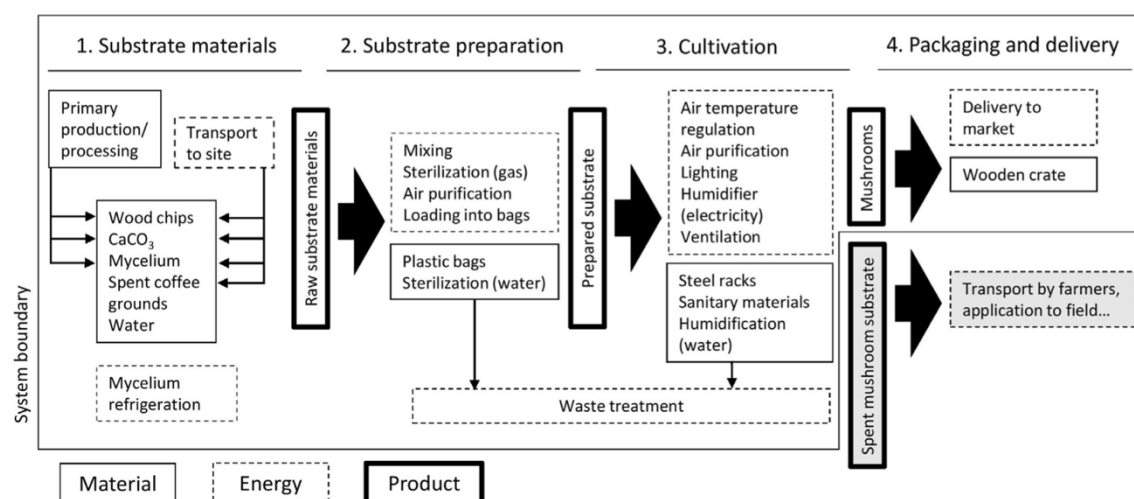 1. Substrate materials
2. Substrate preparation
3. Cultivation
4. Packaging and delivery
Primary
production/
processing
Transport
to site
Wood chips
CaCO₃
Mycelium
Spent coffee
grounds
Water
Mycelium
refrigeration
Raw substrate materials
Mixing
Sterilization (gas)
Air purification
Loading into bags
Plastic bags
Sterilization (water)
Prepared substrate
Air temperature
regulation
Air purification
Lighting
Humidifier
(electricity)
Ventilation
Steel racks
Sanitary materials
Humidification
(water)
Waste treatment
Mushrooms
Delivery to
market
Wooden crate
Spent mushroom substrate
Transport by farmers,
application to field...
System boundary
Material
Energy
Product